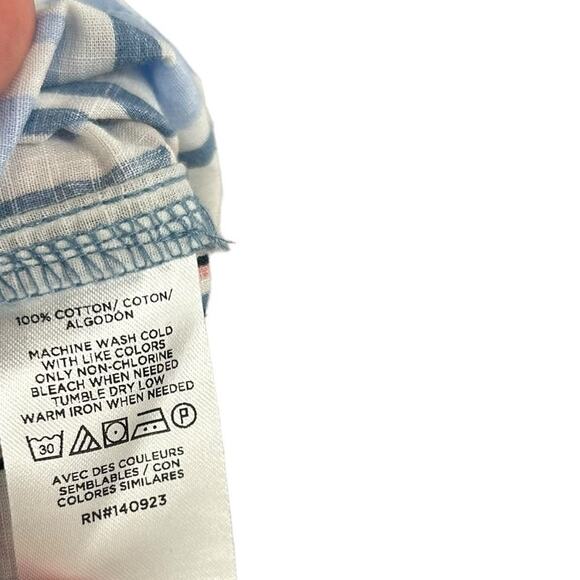 100% COTTON/ COTON/
ALGODÓN
MACHINE WASH COLD
WITH LIKE COLORS
ONLY NON-CHLORINE
BLEACH WHEN NEEDED
TUMBLE DRY LOW
WARM IRON WHEN NEEDED
30 P
AVEC DES COULEURS
SEMBLABLES / CON
COLORES SIMILARES
RN#140923